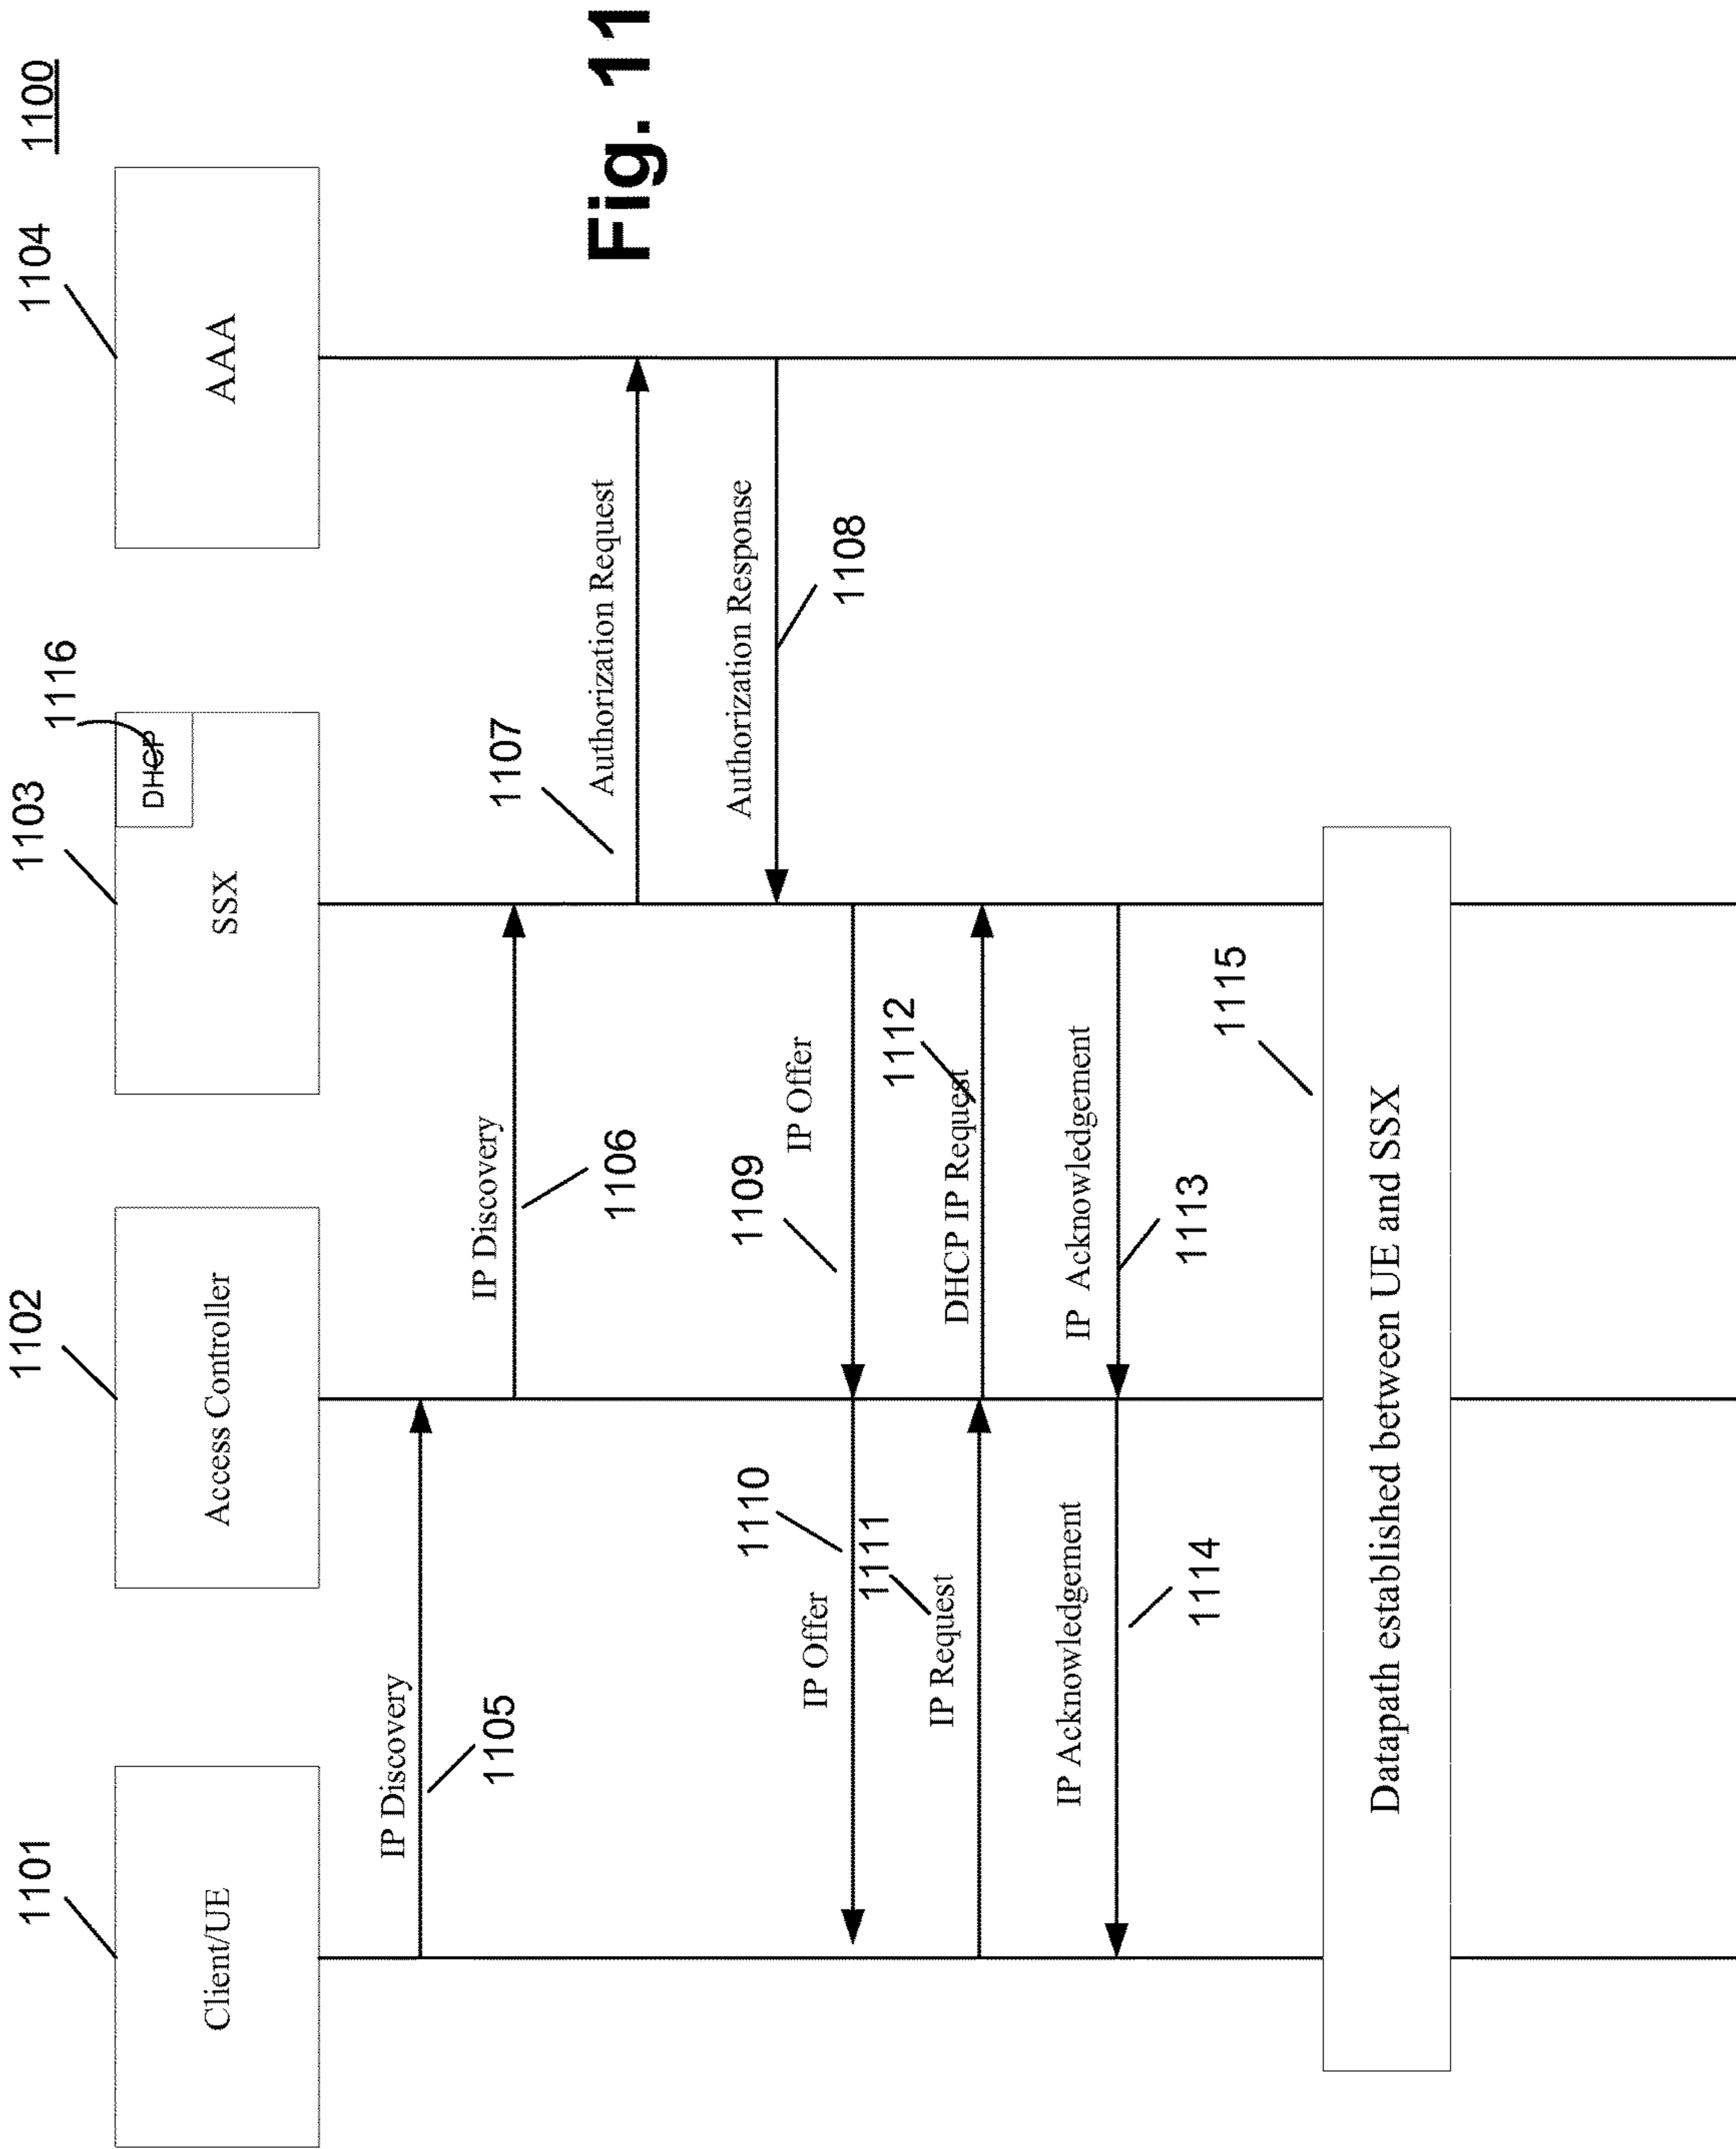 1100
1101
1102
1103
1104
1116
Client/UE
Access Controller
SSX
DHCP
AAA
IP Discovery
1105
IP Discovery
1106
1107
Authorization Request
Authorization Response
1108
IP Offer
1109
IP Offer
1110
1111
IP Request
1112
DHCP IP Request
IP Acknowledgement
1113
IP Acknowledgement
1114
1115
Datapath established between UE and SSX
Fig. 11